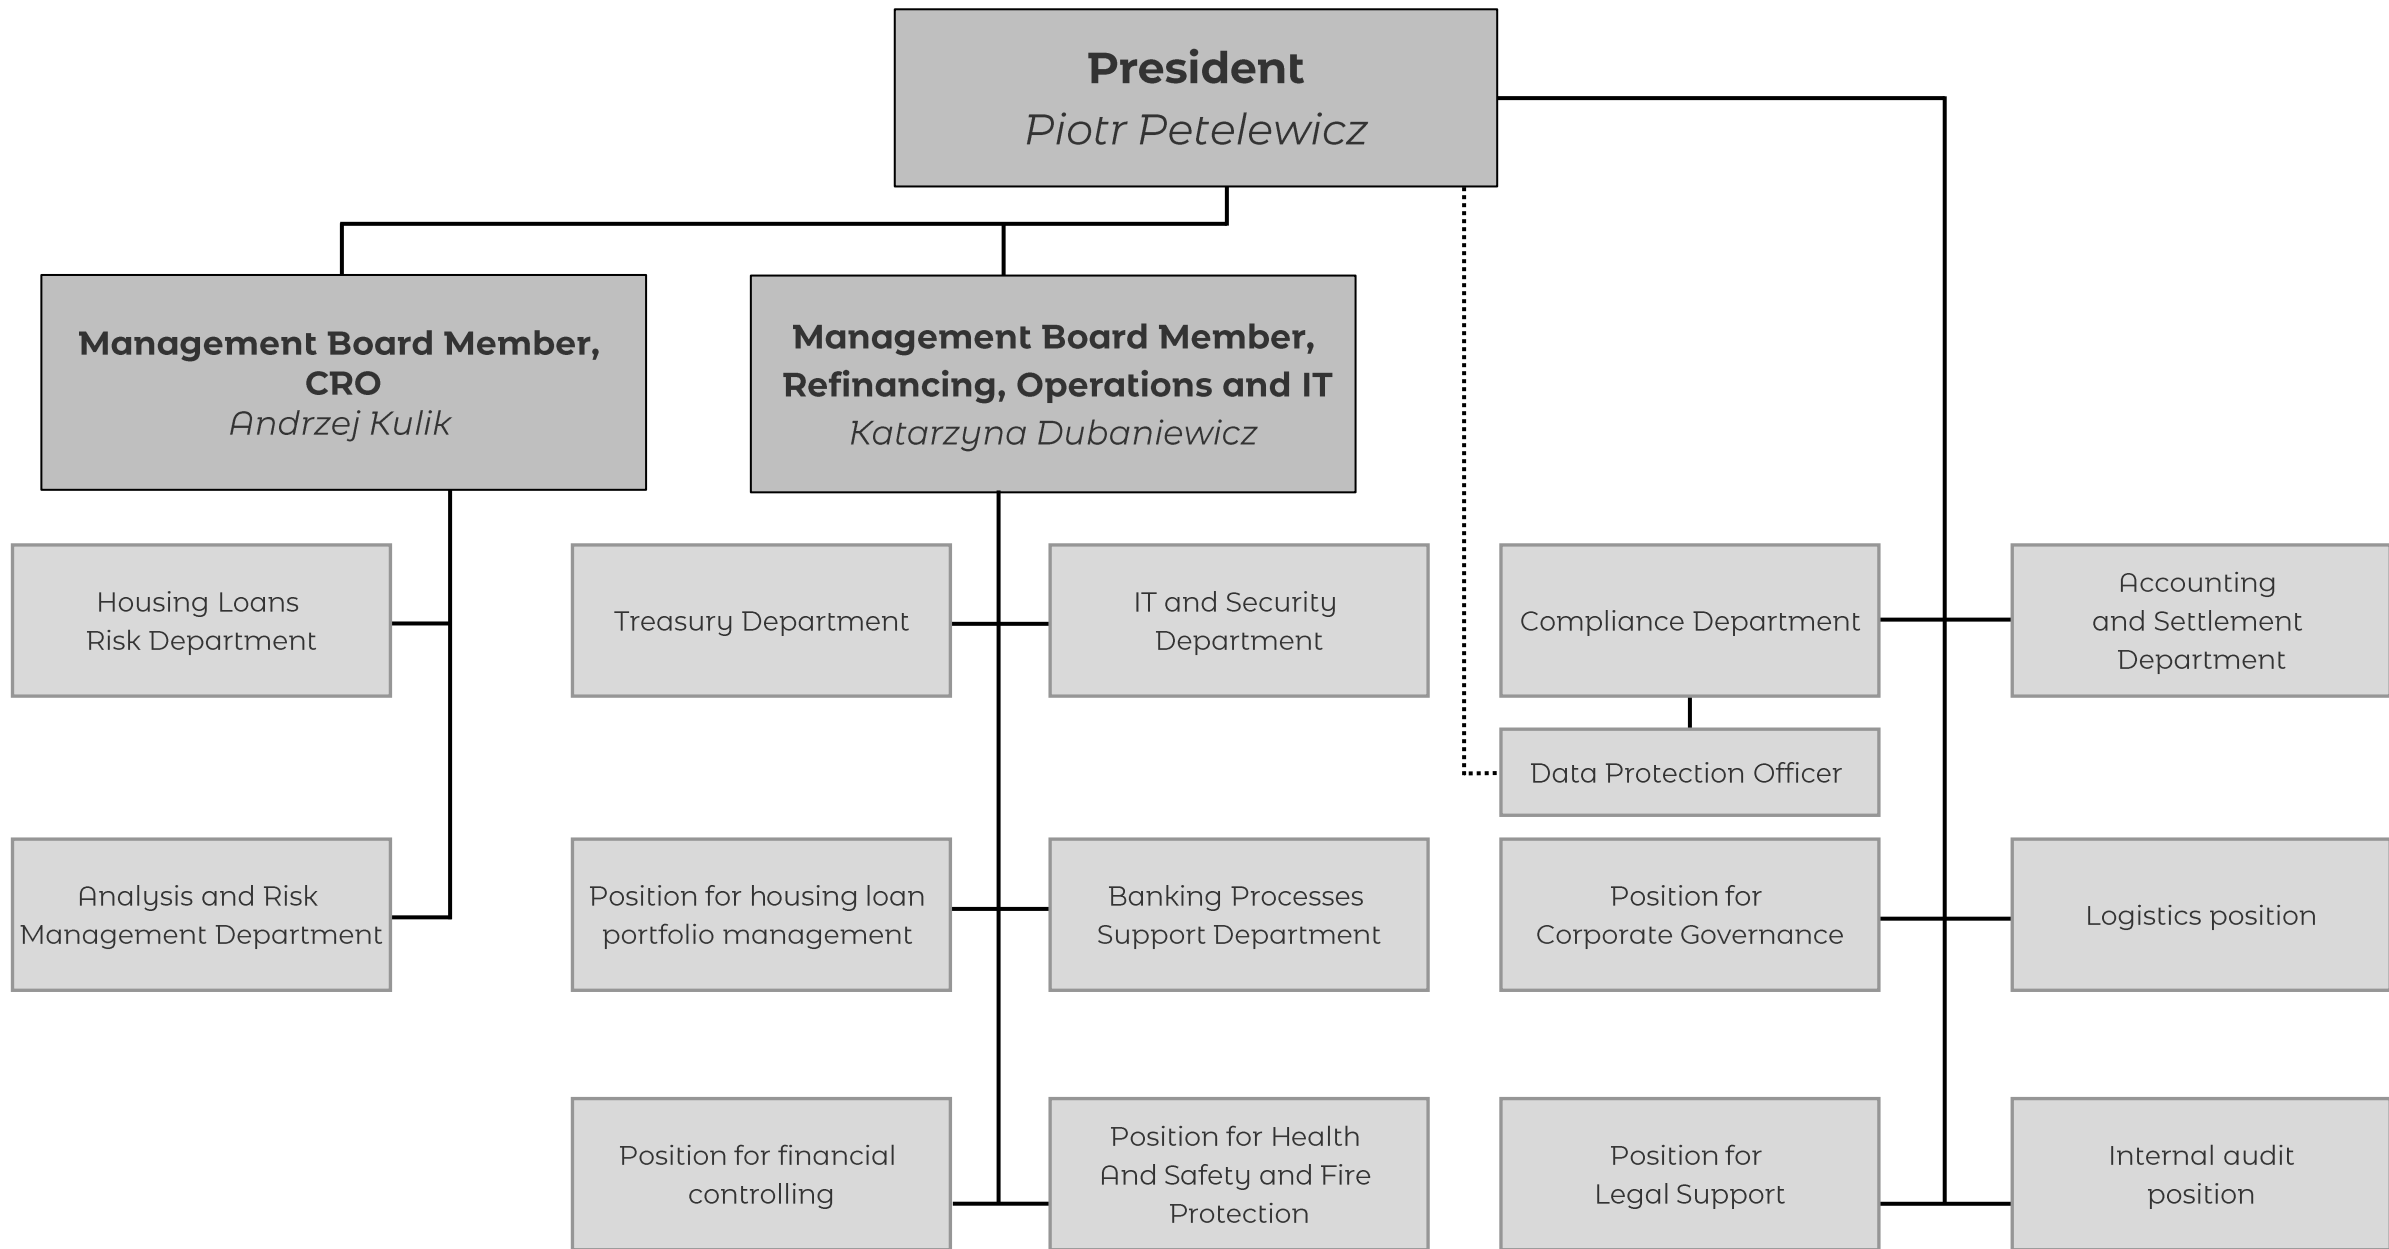 President
Piotr Petelewicz
Management Board Member,
CRO
Andrzej Kulik
Management Board Member,
Refinancing, Operations and IT
Katarzyna Dubaniewicz
Housing Loans
Risk Department
Treasury Department
IT and Security
Department
Compliance Department
Accounting
and Settlement
Department
Data Protection Officer
Analysis and Risk
Management Department
Position for housing loan
portfolio management
Banking Processes
Support Department
Position for
Corporate Governance
Logistics position
Position for financial
controlling
Position for Health
And Safety and Fire
Protection
Position for
Legal Support
Internal audit
position